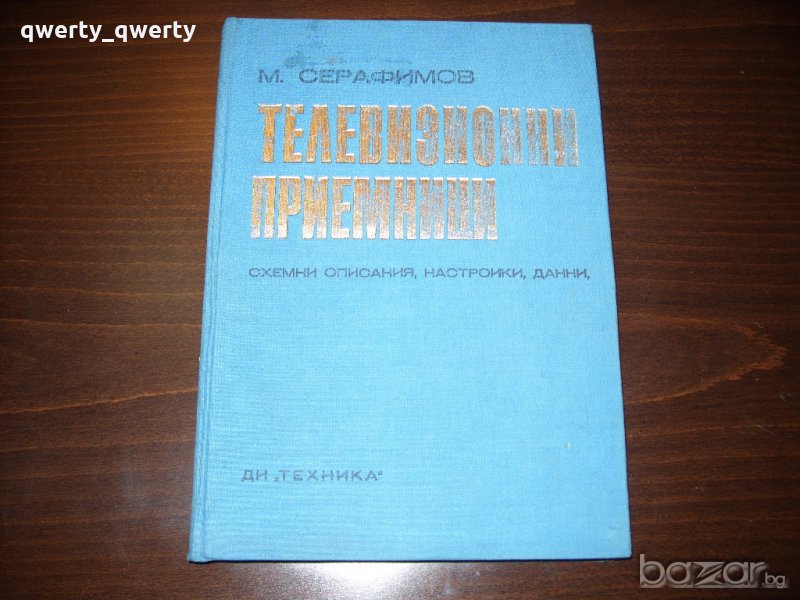 qwerty_qwerty
М. СЕРАФИМОВ
ТЕЛЕВИЗИОННИ
ПРИЕМНИЦИ
СХЕМНИ ОПИСАНИЯ, НАСТРОЙКИ, ДАННИ,
ДИ „ТЕХНИКА"
bazar.bg